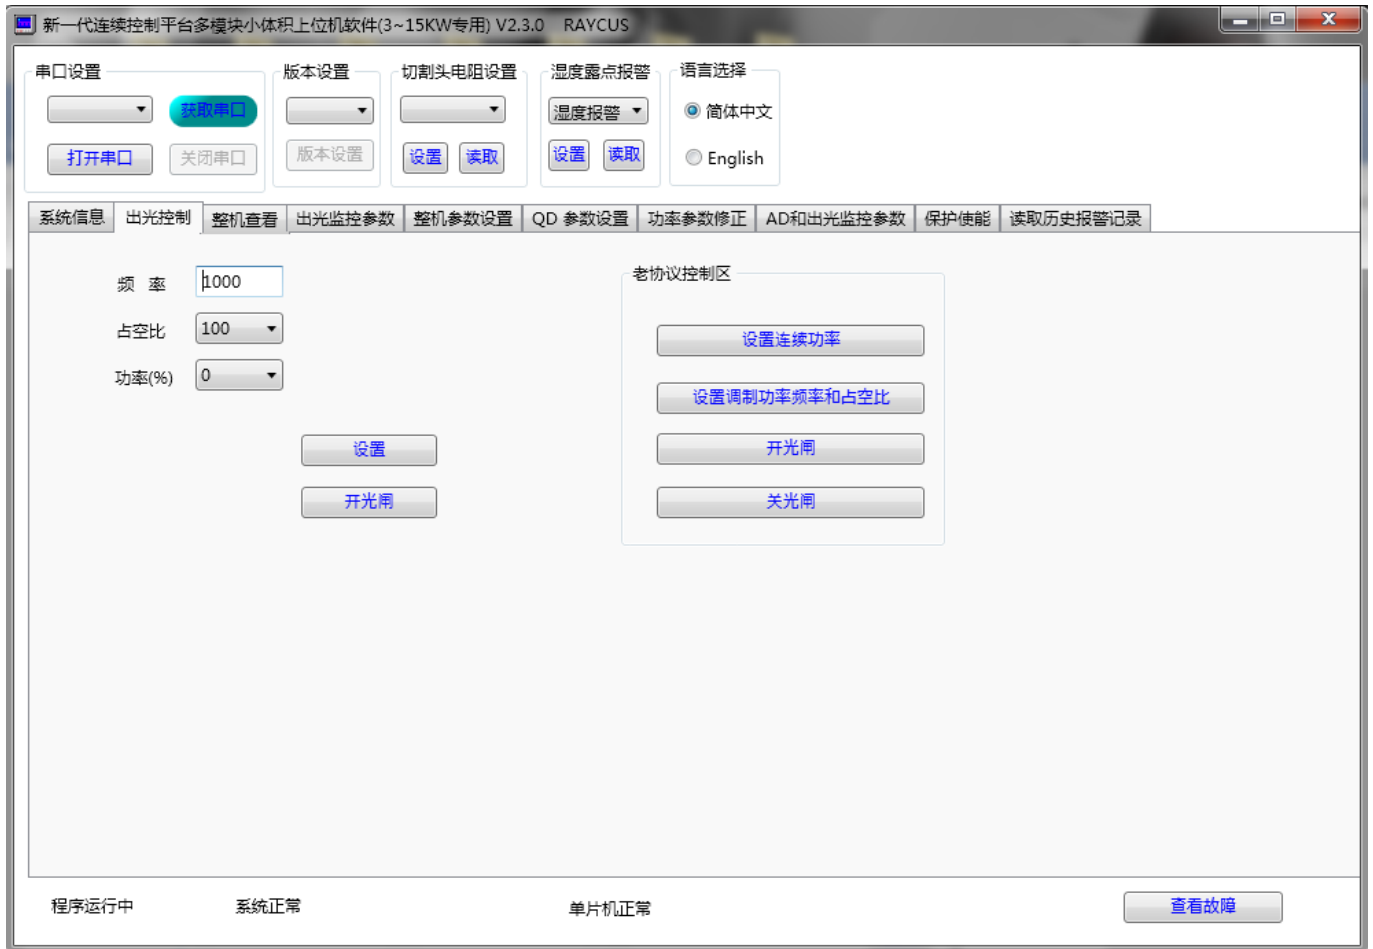 新一代连续控制平台多模块小体积上位机软件(3~15KW专用) V2.3.0 RAYCUS
串口设置 版本设置 切割头电阻设置 湿度露点报警 语言选择
获取串口 湿度报警 简体中文
打开串口 关闭串口 版本设置 设置 读取 设置 读取 English
系统信息 出光控制 整机查看 出光监控参数 整机参数设置 QD 参数设置 功率参数修正 AD和出光监控参数 保护使能 读取历史报警记录
频 率 1000
占空比 100
功率(%) 0
设置
开光闸
老协议控制区
设置连续功率
设置调制功率频率和占空比
开光闸
关光闸
程序运行中 系统正常 单片机正常 查看故障